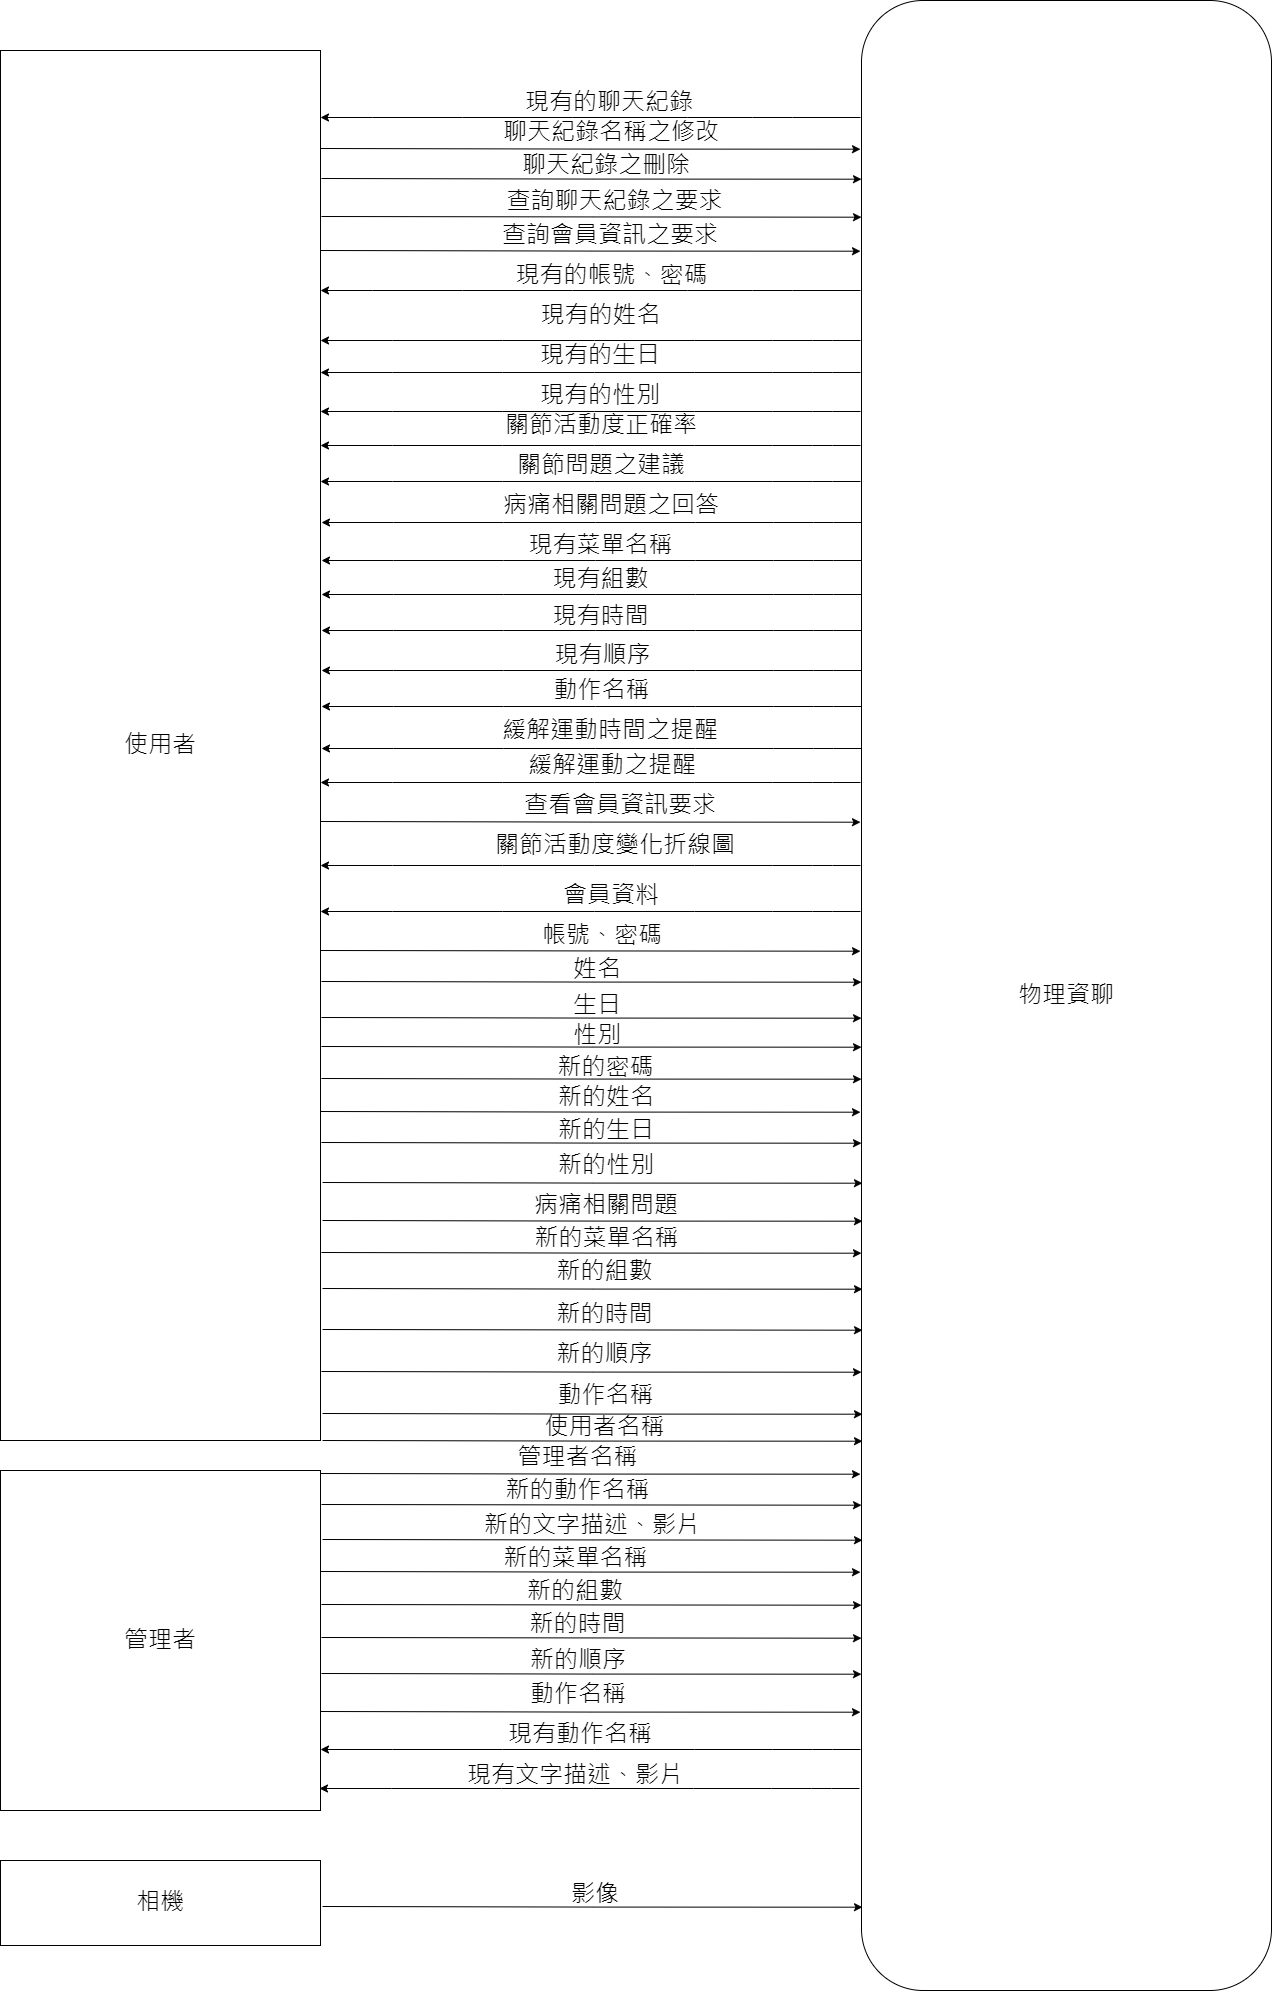 現有的聊天紀錄
聊天紀錄名稱之修改
聊天紀錄之刪除
查詢聊天紀錄之要求
查詢會員資訊之要求
現有的帳號、密碼
現有的姓名
現有的生日
現有的性別
關節活動度正確率
關節問題之建議
病痛相關問題之回答
現有菜單名稱
現有組數
現有時間
現有順序
動作名稱
緩解運動時間之提醒
使用者
緩解運動之提醒
查看會員資訊要求
關節活動度變化折線圖
會員資料
帳號、密碼
姓名
物理資聊
生日
性別
新的密碼
新的姓名
新的生日
新的性別
病痛相關問題
新的菜單名稱
新的組數
新的時間
新的順序
動作名稱
使用者名稱
管理者名稱
新的動作名稱
新的文字描述、影片
新的菜單名稱
新的組數
新的時間
管理者
新的順序
動作名稱
現有動作名稱
現有文字描述、影片
影像
相機